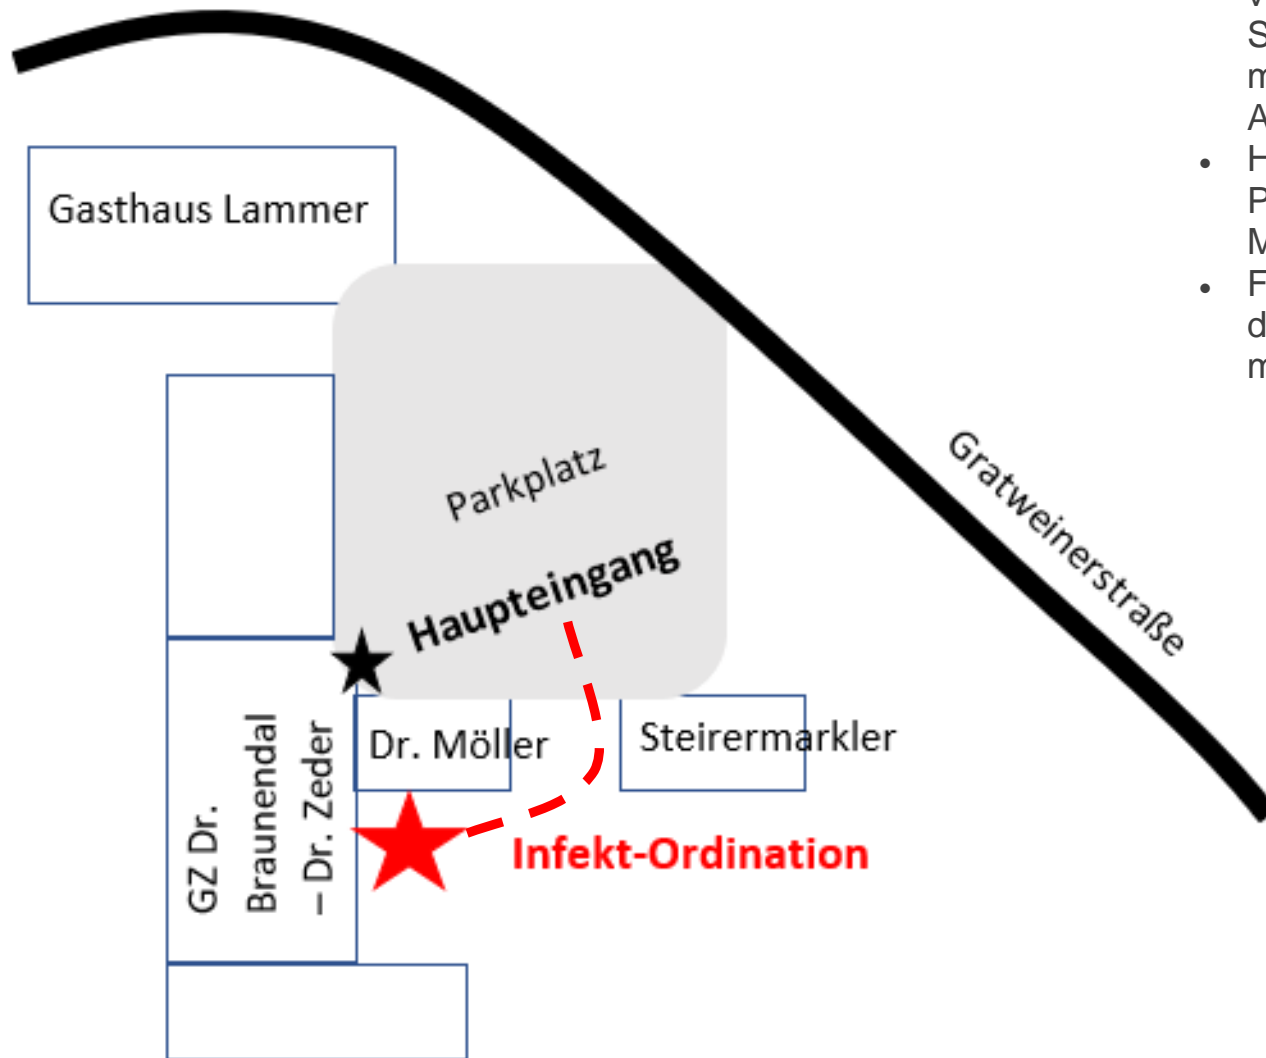 Gasthaus Lammer
Parkplatz
Haupteingang
Gratweinerstraße
Dr. Möller
Steirermarkler
GZ Dr.
Braunendal
– Dr. Zeder
Infekt-Ordination